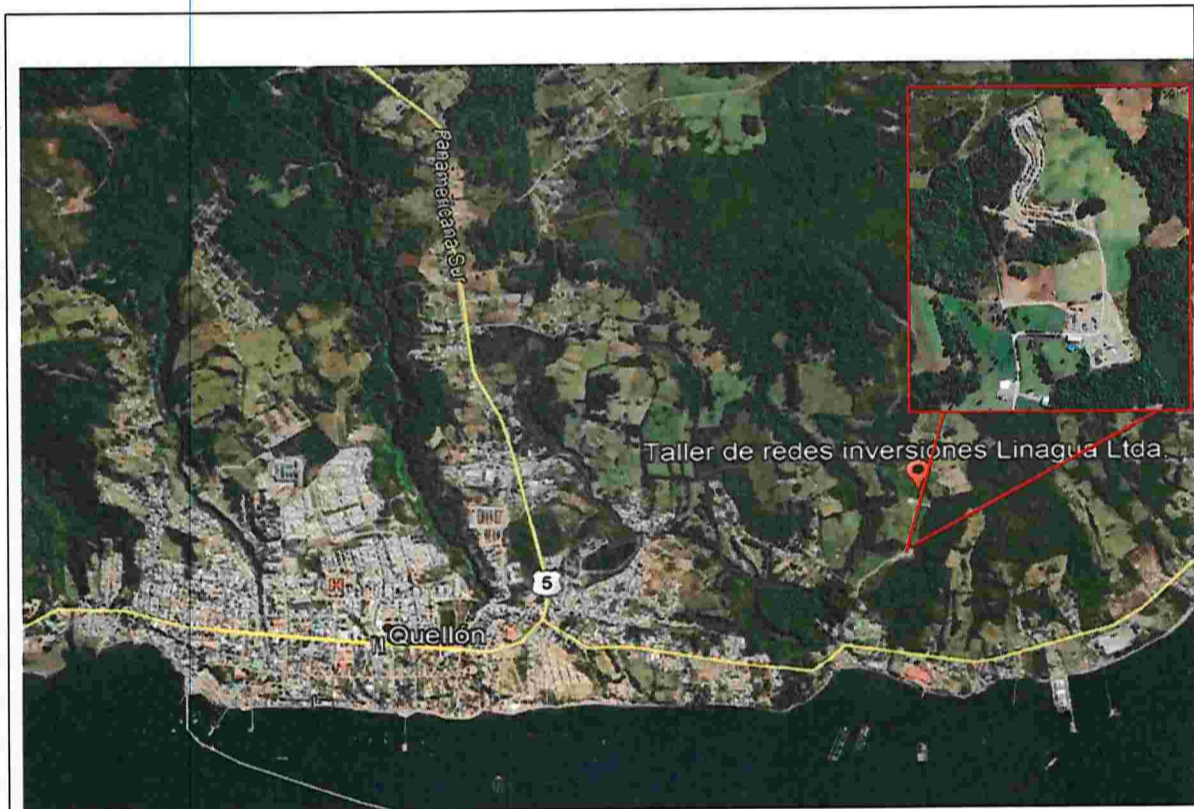 Panamericana Sur
Taller de redes inversiones Linagua Ltda.
5
H
Quellón